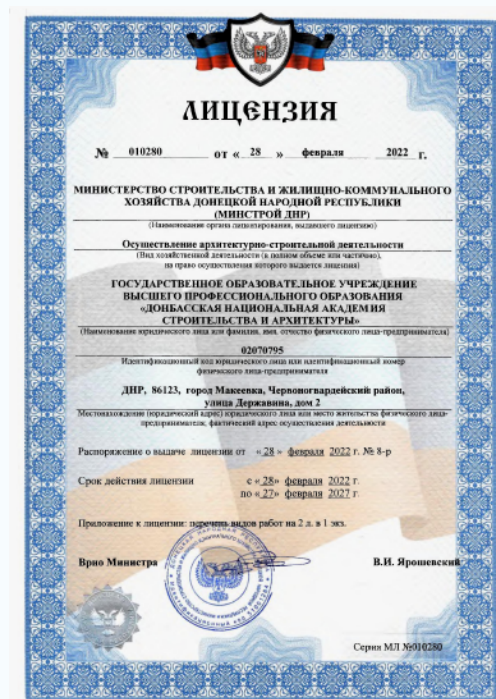 ЛИЦЕНЗИЯ
№ 010280 от « 28 » февраля 2022 г.
МИНИСТЕРСТВО СТРОИТЕЛЬСТВА И ЖИЛИЩНО-КОММУНАЛЬНОГО
ХОЗЯЙСТВА ДОНЕЦКОЙ НАРОДНОЙ РЕСПУБЛИКИ
(МИНСТРОЙ ДНР)
(Наименование органа лицензирования, выдавшего лицензию)
Осуществление архитектурно-строительной деятельности
(Вид хозяйственной деятельности (в полном объеме или частично),
на право осуществления которого выдается лицензия)
ГОСУДАРСТВЕННОЕ ОБРАЗОВАТЕЛЬНОЕ УЧРЕЖДЕНИЕ
ВЫСШЕГО ПРОФЕССИОНАЛЬНОГО ОБРАЗОВАНИЯ
«ДОНБАССКАЯ НАЦИОНАЛЬНАЯ АКАДЕМИЯ
СТРОИТЕЛЬСТВА И АРХИТЕКТУРЫ»
(Наименование юридического лица или фамилия, имя, отчество физического лица-предпринимателя)
02070795
Идентификационный код юридического лица или идентификационный номер
физического лица-предпринимателя
ДНР, 86123, город Макеевка, Червоногвардейский район,
улица Державина, дом 2
Местонахождение (юридический адрес) юридического лица или место жительства физического лица-
предпринимателя, фактический адрес осуществления деятельности
Распоряжение о выдаче лицензии от « 28 » февраля 2022 г. № 8-р
Срок действия лицензии с « 28» февраля 2022 г.
по « 27» февраля 2027 г.
Приложение к лицензии: перечень видов работ на 2 л. в 1 экз.
Врио Министра В.И. Ярошевский
Серия МЛ №010280